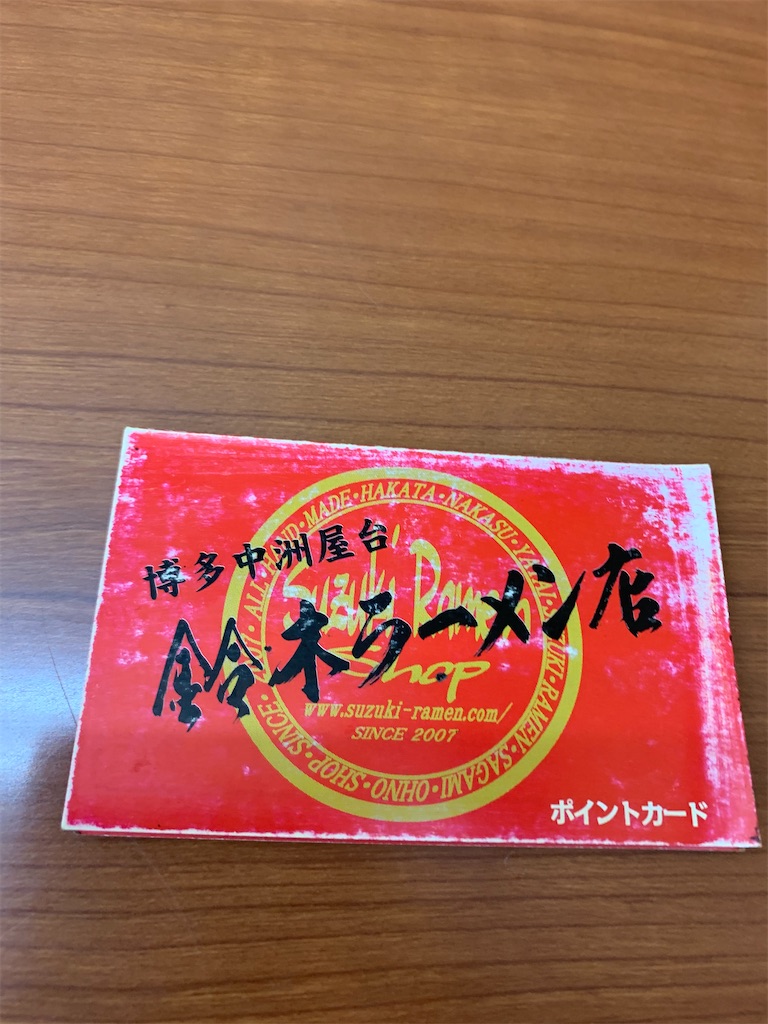 博多中洲屋台
鈴木ラーメン店
Suzuki Ramen
Shop
www.suzuki-ramen.com/
SINCE 2007
ALL・HAND・MADE・HAKATA・NAKASU・YATAI・SUZUKI・RAMEN・SAGAMI・OHNO・SHOP・SINCE
ポイントカード